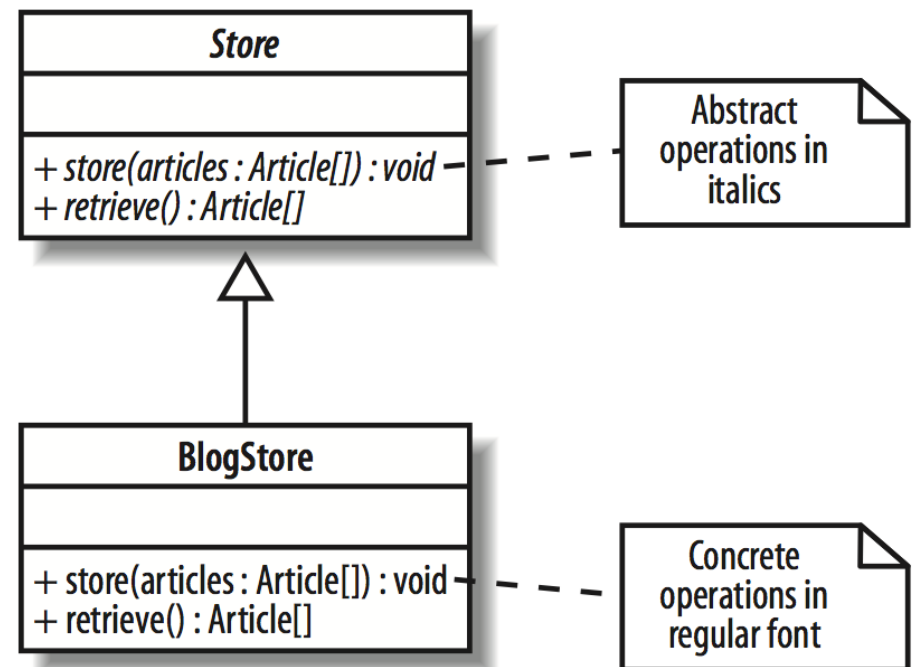 Store
+ store(articles : Article[]) : void
+ retrieve() : Article[]
Abstract
operations in
italics
BlogStore
+ store(articles : Article[]) : void
+ retrieve() : Article[]
Concrete
operations in
regular font